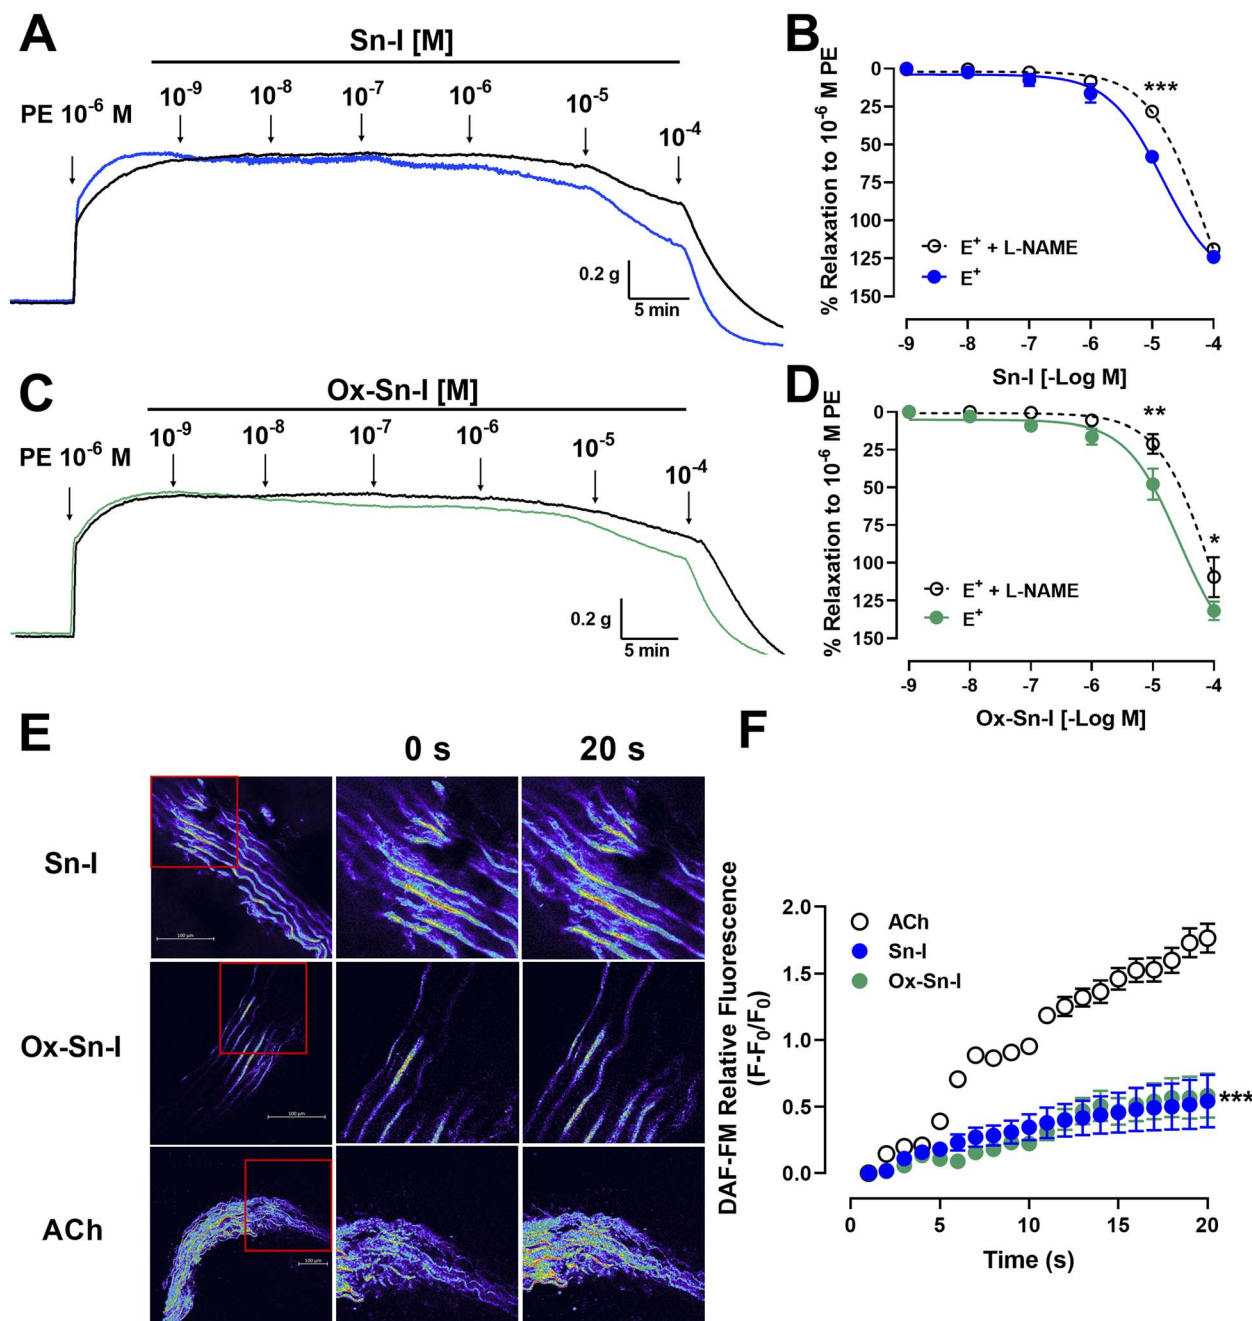 A
Sn-I [M]
PE 10⁻⁶ M
10⁻⁹
10⁻⁸
10⁻⁷
10⁻⁶
10⁻⁵
10⁻⁴
0.2 g
5 min
B
% Relaxation to 10⁻⁶ M PE
0
25
50
75
100
125
150
***
E⁺ + L-NAME
E⁺
-9
-8
-7
-6
-5
-4
Sn-I [-Log M]
C
Ox-Sn-I [M]
PE 10⁻⁶ M
10⁻⁹
10⁻⁸
10⁻⁷
10⁻⁶
10⁻⁵
10⁻⁴
0.2 g
5 min
D
% Relaxation to 10⁻⁶ M PE
0
25
50
75
100
125
150
**
*
E⁺ + L-NAME
E⁺
-9
-8
-7
-6
-5
-4
Ox-Sn-I [-Log M]
E
0 s
20 s
Sn-I
100 µm
Ox-Sn-I
100 µm
ACh
100 µm
F
DAF-FM Relative Fluorescence
(F-F₀/F₀)
2.0
1.5
1.0
0.5
0.0
ACh
Sn-I
Ox-Sn-I
***
0
5
10
15
20
Time (s)